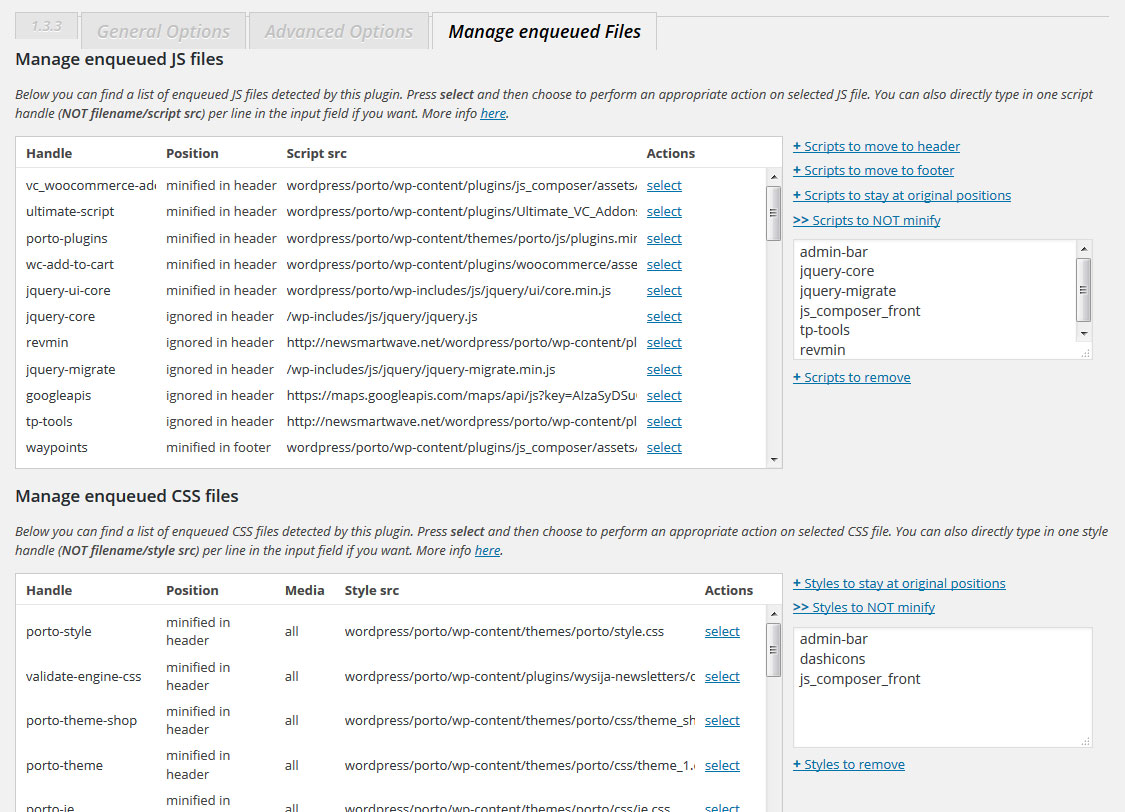 1.3.3 General Options Advanced Options Manage enqueued Files
Manage enqueued JS files
Below you can find a list of enqueued JS files detected by this plugin. Press select and then choose to perform an appropriate action on selected JS file. You can also directly type in one script
handle (NOT filename/script src) per line in the input field if you want. More info here.
Handle Position Script src Actions
vc_woocommerce-add minified in header wordpress/porto/wp-content/plugins/js_composer/assets/ select
ultimate-script minified in header wordpress/porto/wp-content/plugins/Ultimate_VC_Addons select
porto-plugins minified in header wordpress/porto/wp-content/themes/porto/js/plugins.min select
wc-add-to-cart minified in header wordpress/porto/wp-content/plugins/woocommerce/asse select
jquery-ui-core minified in header wordpress/porto/wp-includes/js/jquery/ui/core.min.js select
jquery-core ignored in header /wp-includes/js/jquery/jquery.js select
revmin ignored in header http://newsmartwave.net/wordpress/porto/wp-content/pl select
jquery-migrate ignored in header /wp-includes/js/jquery/jquery-migrate.min.js select
googleapis ignored in header https://maps.googleapis.com/maps/api/js?key=AIzaSyDSu select
tp-tools ignored in header http://newsmartwave.net/wordpress/porto/wp-content/pl select
waypoints minified in footer wordpress/porto/wp-content/plugins/js_composer/assets/ select
+ Scripts to move to header
+ Scripts to move to footer
+ Scripts to stay at original positions
>> Scripts to NOT minify
admin-bar
jquery-core
jquery-migrate
js_composer_front
tp-tools
revmin
+ Scripts to remove
Manage enqueued CSS files
Below you can find a list of enqueued CSS files detected by this plugin. Press select and then choose to perform an appropriate action on selected CSS file. You can also directly type in one style
handle (NOT filename/style src) per line in the input field if you want. More info here.
Handle Position Media Style src Actions
porto-style minified in header all wordpress/porto/wp-content/themes/porto/style.css select
validate-engine-css minified in header all wordpress/porto/wp-content/plugins/wysija-newsletters/c select
porto-theme-shop minified in header all wordpress/porto/wp-content/themes/porto/css/theme_sh select
porto-theme minified in header all wordpress/porto/wp-content/themes/porto/css/theme_1.c select
porto-ie minified in all wordpress/porto/wp-content/themes/porto/css/ie.css select
+ Styles to stay at original positions
>> Styles to NOT minify
admin-bar
dashicons
js_composer_front
+ Styles to remove